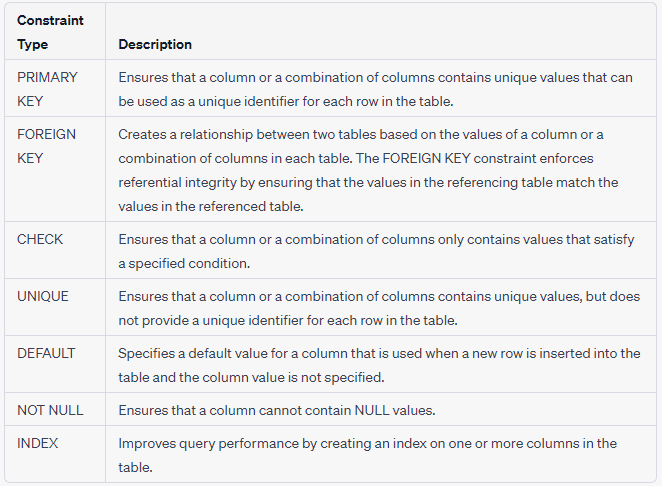 Constraint
Type
Description
PRIMARY
KEY
Ensures that a column or a combination of columns contains unique values that can
be used as a unique identifier for each row in the table.
FOREIGN
KEY
Creates a relationship between two tables based on the values of a column or a
combination of columns in each table. The FOREIGN KEY constraint enforces
referential integrity by ensuring that the values in the referencing table match the
values in the referenced table.
CHECK
Ensures that a column or a combination of columns only contains values that satisfy
a specified condition.
UNIQUE
Ensures that a column or a combination of columns contains unique values, but does
not provide a unique identifier for each row in the table.
DEFAULT
Specifies a default value for a column that is used when a new row is inserted into the
table and the column value is not specified.
NOT NULL
Ensures that a column cannot contain NULL values.
INDEX
Improves query performance by creating an index on one or more columns in the
table.